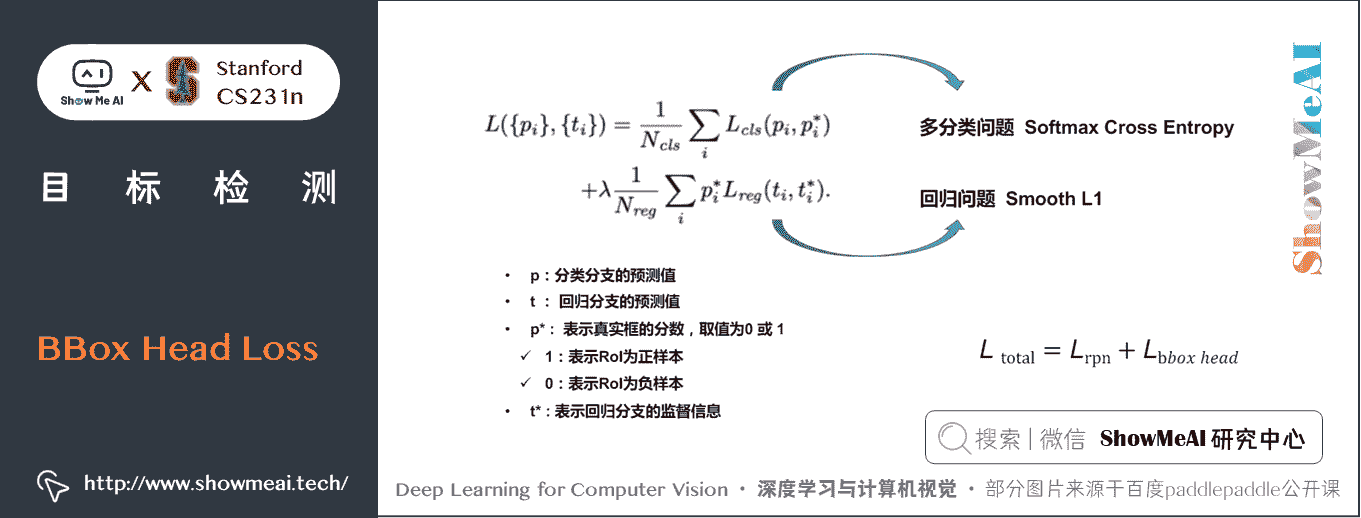 Show Me AI
X
Stanford
CS231n
目标检测
BBox Head Loss
http://www.showmeai.tech/
L({p_i},{t_i}) = \frac{1}{N_{cls}} \sum_i L_{cls}(p_i, p_i^*)
+λ \frac{1}{N_{reg}} \sum_i p_i^* L_{reg}(t_i, t_i^*).
多分类问题 Softmax Cross Entropy
回归问题 Smooth L1
• p：分类分支的预测值
• t ： 回归分支的预测值
• p*： 表示真实框的分数，取值为0 或 1
✓ 1：表示RoI为正样本
✓ 0：表示RoI为负样本
• t*：表示回归分支的监督信息
L_{total} = L_{rpn} + L_{bbox head}
搜索 | 微信 ShowMeAI 研究中心
ShowMeAI
Deep Learning for Computer Vision · 深度学习与计算机视觉 · 部分图片来源于百度paddlepaddle公开课